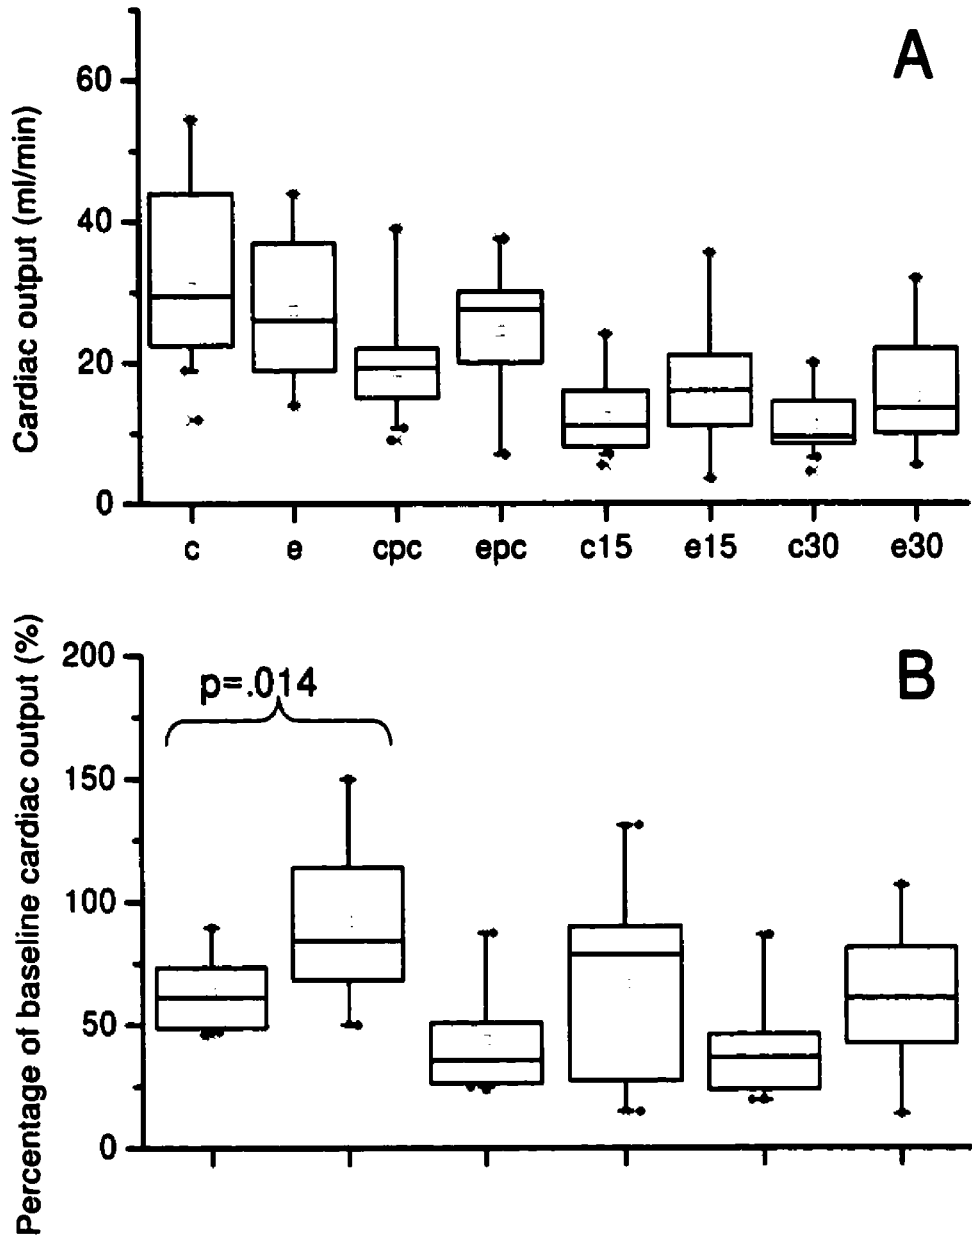 A
Cardiac output (ml/min)
60
40
20
0
c e cpc epc c15 e15 c30 e30
B
Percentage of baseline cardiac output (%)
p=.014
200
150
100
50
0